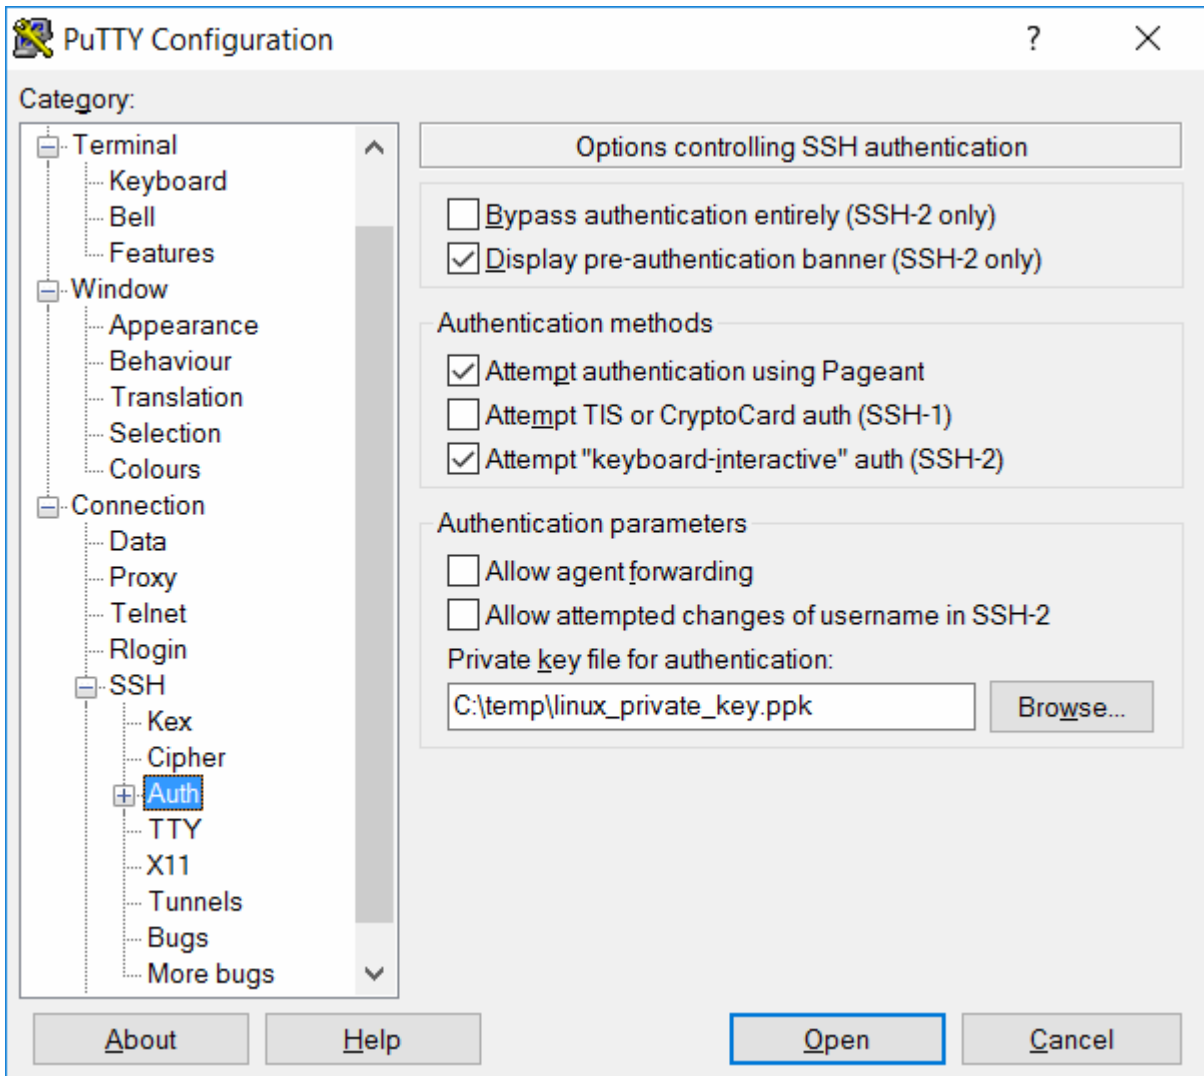 PuTTY Configuration
?
Category:
Terminal
Keyboard
Bell
Features
Window
Appearance
Behaviour
Translation
Selection
Colours
Connection
Data
Proxy
Telnet
Rlogin
SSH
Kex
Cipher
Auth
TTY
X11
Tunnels
Bugs
More bugs
Options controlling SSH authentication
Bypass authentication entirely (SSH-2 only)
Display pre-authentication banner (SSH-2 only)
Authentication methods
Attempt authentication using Pageant
Attempt TIS or CryptoCard auth (SSH-1)
Attempt "keyboard-interactive" auth (SSH-2)
Authentication parameters
Allow agent forwarding
Allow attempted changes of username in SSH-2
Private key file for authentication:
C:\temp\linux_private_key.ppk
Browse...
About
Help
Open
Cancel